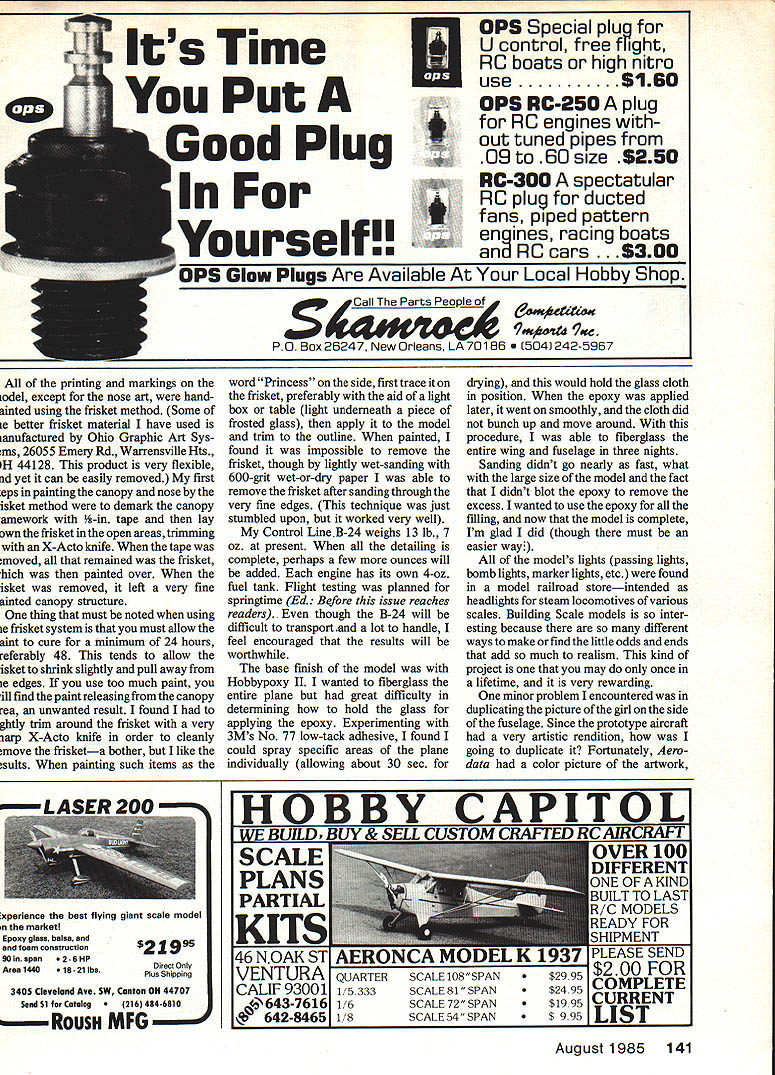 It's Time
You Put A
Good Plug
In For
Yourself!!
ops
ops
OPS Special plug for
U control, free flight,
RC boats or high nitro
use . . . . . . . . . . . $1.60
OPS RC-250 A plug
for RC engines with-
out tuned pipes from
.09 to .60 size . $2.50
RC-300 A spectatular
RC plug for ducted
fans, piped pattern
engines, racing boats
and RC cars . . . $3.00
OPS Glow Plugs Are Available At Your Local Hobby Shop.
Call The Parts People of
Shamrock Competition
Imports Inc.
P.O. Box 26247, New Orleans, LA 70186 • (504) 242-5967
All of the printing and markings on the
odel, except for the nose art, were hand-
ainted using the frisket method. (Some of
e better frisket material I have used is
anufactured by Ohio Graphic Art Sys-
ems, 26055 Emery Rd., Warrensville Hts.,
OH 44128. This product is very flexible,
nd yet it can be easily removed.) My first
eps in painting the canopy and nose by the
isket method were to demark the canopy
amework with ⅛-in. tape and then lay
own the frisket in the open areas, trimming
with an X-Acto knife. When the tape was
emoved, all that remained was the frisket,
which was then painted over. When the
isket was removed, it left a very fine
ainted canopy structure.
One thing that must be noted when using
e frisket system is that you must allow the
aint to cure for a minimum of 24 hours,
referably 48. This tends to allow the
isket to shrink slightly and pull away from
e edges. If you use too much paint, you
ill find the paint releasing from the canopy
rea, an unwanted result. I found I had to
ghtly trim around the frisket with a very
harp X-Acto knife in order to cleanly
emove the frisket—a bother, but I like the
esults. When painting such items as the
word "Princess" on the side, first trace it on
the frisket, preferably with the aid of a light
box or table (light underneath a piece of
frosted glass), then apply it to the model
and trim to the outline. When painted, I
found it was impossible to remove the
frisket, though by lightly wet-sanding with
600-grit wet-or-dry paper I was able to
remove the frisket after sanding through the
very fine edges. (This technique was just
stumbled upon, but it worked very well).
My Control Line B-24 weighs 13 lb., 7
oz. at present. When all the detailing is
complete, perhaps a few more ounces will
be added. Each engine has its own 4-oz.
fuel tank. Flight testing was planned for
springtime (Ed.: Before this issue reaches
readers). Even though the B-24 will be
difficult to transport and a lot to handle, I
feel encouraged that the results will be
worthwhile.
The base finish of the model was with
Hobbypoxy II. I wanted to fiberglass the
entire plane but had great difficulty in
determining how to hold the glass for
applying the epoxy. Experimenting with
3M's No. 77 low-tack adhesive, I found I
could spray specific areas of the plane
individually (allowing about 30 sec. for
drying), and this would hold the glass cloth
in position. When the epoxy was applied
later, it went on smoothly, and the cloth did
not bunch up and move around. With this
procedure, I was able to fiberglass the
entire wing and fuselage in three nights.
Sanding didn't go nearly as fast, what
with the large size of the model and the fact
that I didn't blot the epoxy to remove the
excess. I wanted to use the epoxy for all the
filling, and now that the model is complete,
I'm glad I did (though there must be an
easier way!).
All of the model's lights (passing lights,
bomb lights, marker lights, etc.) were found
in a model railroad store—intended as
headlights for steam locomotives of various
scales. Building Scale models is so inter-
esting because there are so many different
ways to make or find the little odds and ends
that add so much to realism. This kind of
project is one that you may do only once in
a lifetime, and it is very rewarding.
One minor problem I encountered was in
duplicating the picture of the girl on the side
of the fuselage. Since the prototype aircraft
had a very artistic rendition, how was I
going to duplicate it? Fortunately, Aero-
data had a color picture of the artwork,
LASER 200
BUD LIGHT
Experience the best flying giant scale model
on the market!
Epoxy glass, balsa, and
and foam construction
90 in. span • 2-6 HP
Area 1440 • 18-21 lbs.
$219 95
Direct Only
Plus Shipping
3405 Cleveland Ave. SW, Canton OH 44707
Send $1 for Catalog • (216) 484-6810
ROUSH MFG
HOBBY CAPITOL
WE BUILD, BUY & SELL CUSTOM CRAFTED RC AIRCRAFT
SCALE
PLANS
PARTIAL
KITS
46 N. OAK ST
VENTURA
CALIF 93001
(805) 643-7616
642-8465
AERONCA MODEL K 1937
QUARTER SCALE 108" SPAN • $29.95
1/5.333 SCALE 81" SPAN • $24.95
1/6 SCALE 72" SPAN • $19.95
1/8 SCALE 54" SPAN • $ 9.95
OVER 100
DIFFERENT
ONE OF A KIND
BUILT TO LAST
R/C MODELS
READY FOR
SHIPMENT
PLEASE SEND
$2.00 FOR
COMPLETE
CURRENT
LIST
August 1985 141